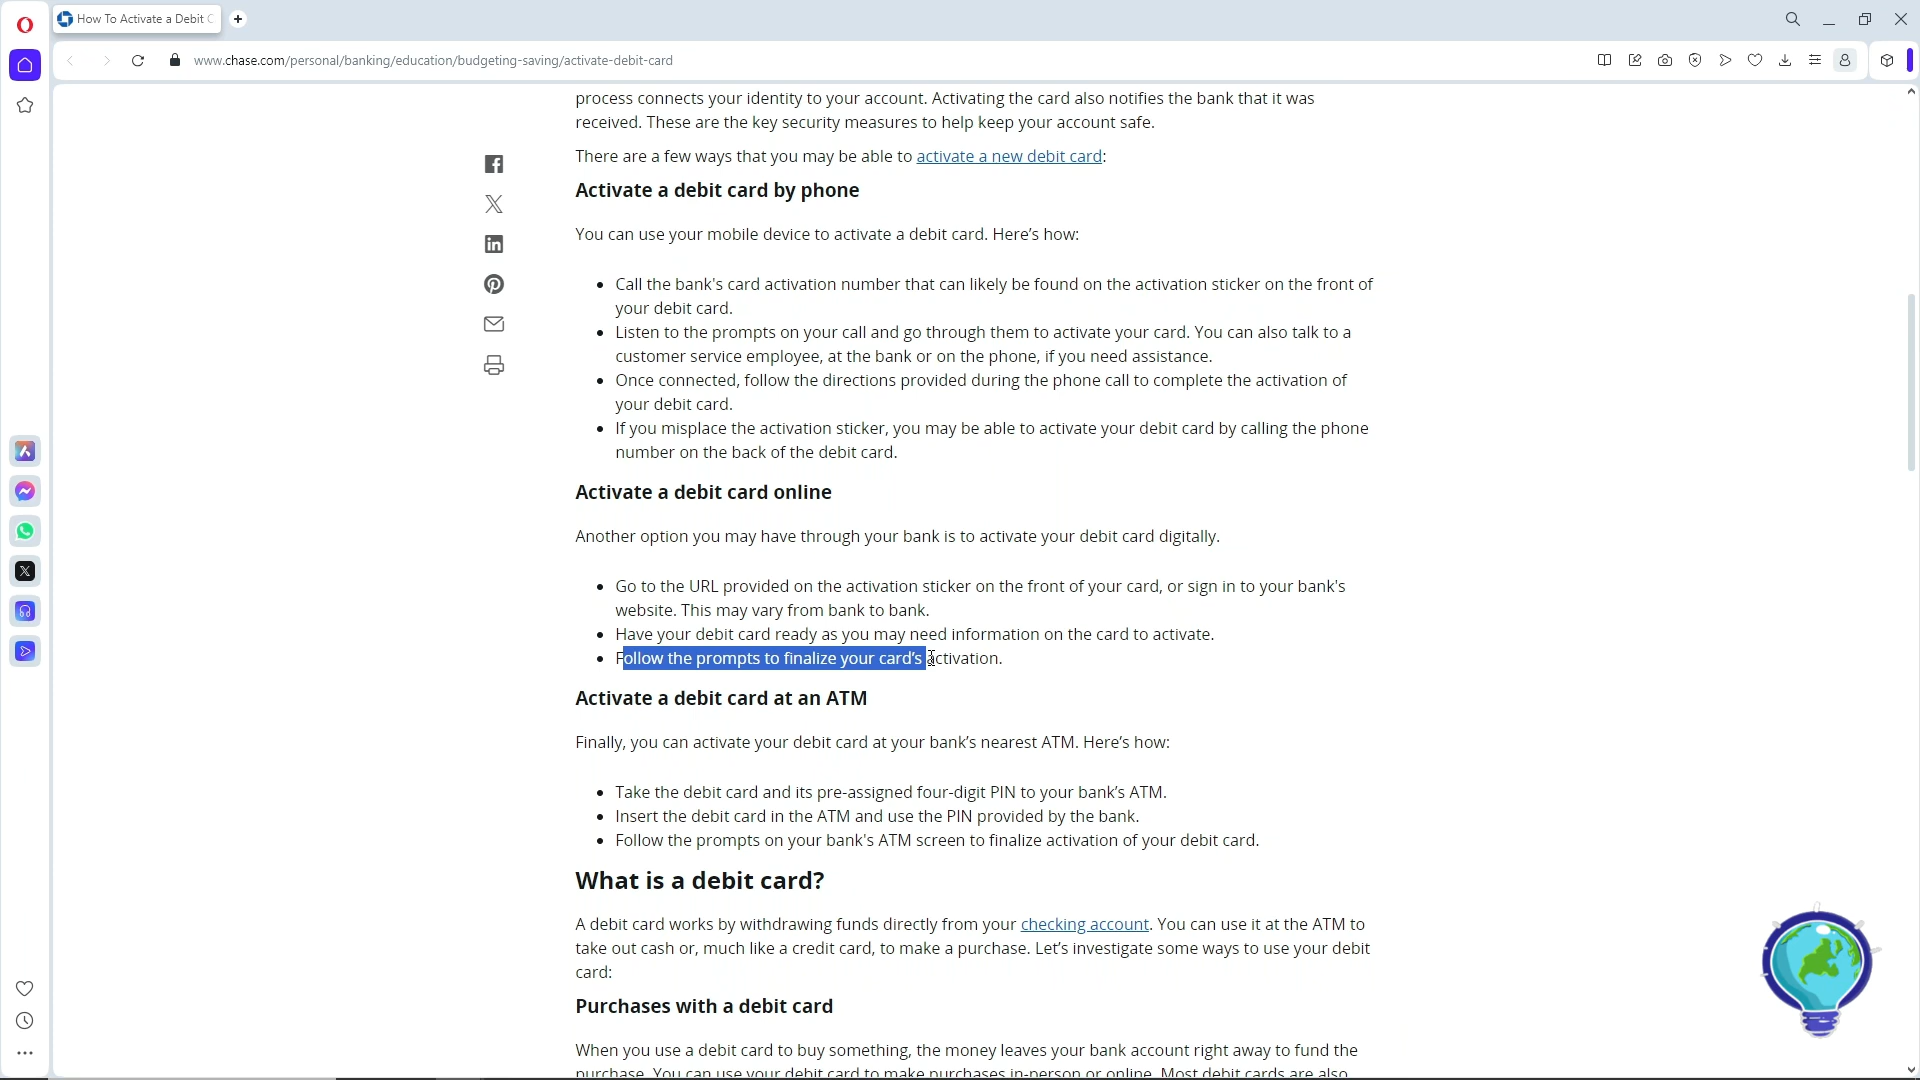 How To Activate a Debit C
www.chase.com/personal/banking/education/budgeting-saving/activate-debit-card
process connects your identity to your account. Activating the card also notifies the bank that it was
received. These are the key security measures to help keep your account safe.
There are a few ways that you may be able to activate a new debit card:
Activate a debit card by phone
You can use your mobile device to activate a debit card. Here’s how:
Call the bank's card activation number that can likely be found on the activation sticker on the front of
your debit card.
Listen to the prompts on your call and go through them to activate your card. You can also talk to a
customer service employee, at the bank or on the phone, if you need assistance.
Once connected, follow the directions provided during the phone call to complete the activation of
your debit card.
If you misplace the activation sticker, you may be able to activate your debit card by calling the phone
number on the back of the debit card.
Activate a debit card online
Another option you may have through your bank is to activate your debit card digitally.
Go to the URL provided on the activation sticker on the front of your card, or sign in to your bank's
website. This may vary from bank to bank.
Have your debit card ready as you may need information on the card to activate.
Follow the prompts to finalize your card’s activation.
Activate a debit card at an ATM
Finally, you can activate your debit card at your bank’s nearest ATM. Here’s how:
Take the debit card and its pre-assigned four-digit PIN to your bank’s ATM.
Insert the debit card in the ATM and use the PIN provided by the bank.
Follow the prompts on your bank's ATM screen to finalize activation of your debit card.
What is a debit card?
A debit card works by withdrawing funds directly from your checking account. You can use it at the ATM to
take out cash or, much like a credit card, to make a purchase. Let’s investigate some ways to use your debit
card:
Purchases with a debit card
When you use a debit card to buy something, the money leaves your bank account right away to fund the
purchase. You can use your debit card to make purchases in-person or online. Most debit cards are also